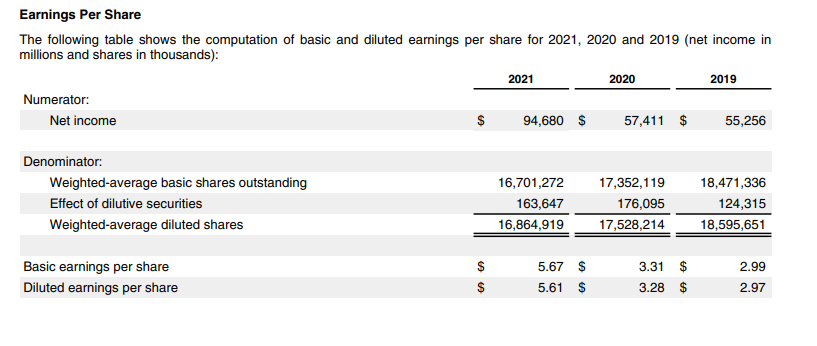 Earnings Per Share
The following table shows the computation of basic and diluted earnings per share for 2021, 2020 and 2019 (net income in
millions and shares in thousands):
2021 2020 2019
Numerator:
Net income $ 94,680 $ 57,411 $ 55,256
Denominator:
Weighted-average basic shares outstanding 16,701,272 17,352,119 18,471,336
Effect of dilutive securities 163,647 176,095 124,315
Weighted-average diluted shares 16,864,919 17,528,214 18,595,651
Basic earnings per share $ 5.67 $ 3.31 $ 2.99
Diluted earnings per share $ 5.61 $ 3.28 $ 2.97